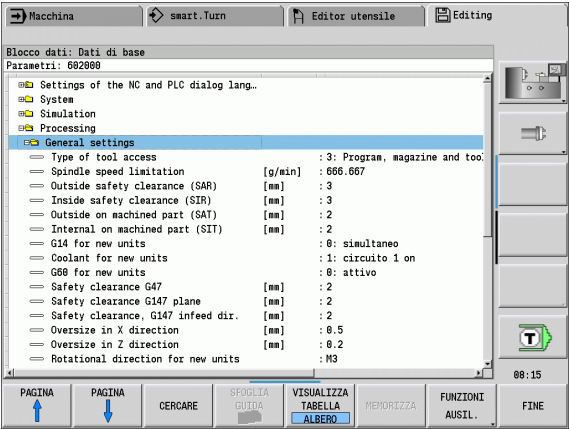 Macchina
smart.Turn
Editor utensile
Editing
Blocco dati: Dati di base
Parametri: 602000
Settings of the NC and PLC dialog lang…
System
Simulation
Processing
General settings
Type of tool access : 3: Program, magazine and tool
Spindle speed limitation [g/min] : 666.667
Outside safety clearance (SAR) [mm] : 3
Inside safety clearance (SIR) [mm] : 3
Outside on machined part (SAT) [mm] : 2
Internal on machined part (SIT) [mm] : 2
G14 for new units : 0: simultaneo
Coolant for new units : 1: circuito 1 on
G60 for new units : 0: attivo
Safety clearance G47 [mm] : 2
Safety clearance G147 plane [mm] : 2
Safety clearance, G147 infeed dir. [mm] : 2
Oversize in X direction [mm] : 0.5
Oversize in Z direction [mm] : 0.2
Rotational direction for new units : M3
T
08:15
PAGINA
PAGINA
CERCARE
SFOGLIA
GUIDA
VISUALIZZA
TABELLA
ALBERO
MEMORIZZA
FUNZIONI
AUSIL.
FINE